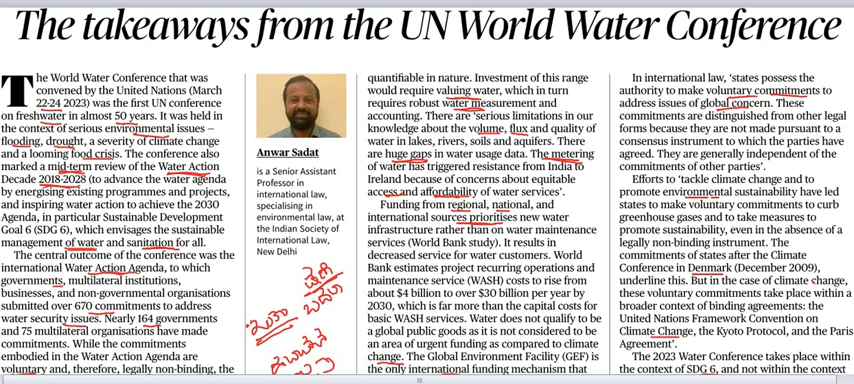 The takeaways from the UN World Water Conference
The World Water Conference that was
convened by the United Nations (March
22-24 2023) was the first UN conference
on freshwater in almost 50 years. It was held
in the context of serious environmental issues –
flooding, drought, a severity of climate change
and a looming food crisis. The conference also
marked a mid-term review of the Water Action
Decade 2018-2028 (to advance the water agenda
by energising existing programmes and projects,
and inspiring water action to achieve the 2030
Agenda, in particular Sustainable Development
Goal 6 (SDG 6), which envisages the sustainable
management of water and sanitation for all.
The central outcome of the conference was the
international Water Action Agenda, to which
governments, multilateral institutions,
businesses, and non-governmental organisations
submitted over 670 commitments to address
water security issues. Nearly 164 governments
and 75 multilateral organisations have made
commitments. While the commitments
embodied in the Water Action Agenda are
voluntary and, therefore, legally non-binding, the
Anwar Sadat
is a Senior Assistant
Professor in
international law,
specialising in
environmental law, at
the Indian Society of
International Law,
New Delhi
quantifiable in nature. Investment of this range
would require valuing water, which in turn
requires robust water measurement and
accounting. There are 'serious limitations in our
knowledge about the volume, flux and quality of
water in lakes, rivers, soils and aquifers. There
are huge gaps in water usage data. The metering
of water has triggered resistance from India to
Ireland because of concerns about equitable
access and affordability of water services'.
Funding from regional, national, and
international sources prioritises new water
infrastructure rather than on water maintenance
services (World Bank study). It results in
decreased service for water customers. World
Bank estimates project recurring operations and
maintenance service (WASH) costs to rise from
about $4 billion to over $30 billion per year by
2030, which is far more than the capital costs for
basic WASH services. Water does not qualify to be
a global public goods as it is not considered to be
an area of urgent funding as compared to climate
change. The Global Environment Facility (GEF) is
the only international funding mechanism that
In international law, 'states possess the
authority to make voluntary commitments to
address issues of global concern. These
commitments are distinguished from other legal
forms because they are not made pursuant to a
consensus instrument to which the parties have
agreed. They are generally independent of the
commitments of other parties'.
Efforts to 'tackle climate change and to
promote environmental sustainability have led
states to make voluntary commitments to curb
greenhouse gases and to take measures to
promote sustainability, even in the absence of a
legally non-binding instrument. The
commitments of states after the Climate
Conference in Denmark (December 2009),
underline this. But in the case of climate change,
these voluntary commitments take place within a
broader context of binding agreements: the
United Nations Framework Convention on
Climate Change, the Kyoto Protocol, and the Paris
Agreement'.
The 2023 Water Conference takes place within
the context of SDG 6, and not within the context